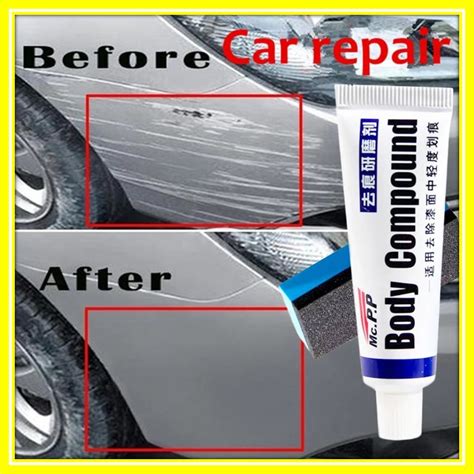 Before Car repair
After
去痕研磨剂
Body Compound
适用去除漆面中轻度划痕
Mc.P.P